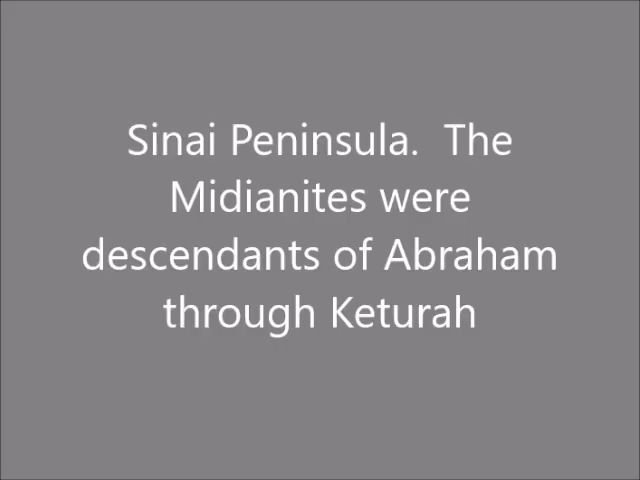 Sinai Peninsula.  The
Midianites were
descendants of Abraham
through Keturah